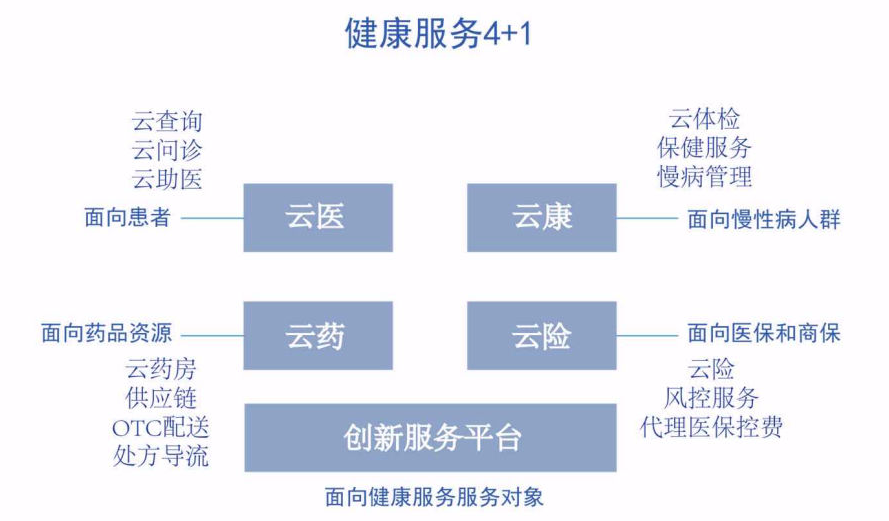 健康服务4+1
云查询
云问诊
云助医
面向患者
云医
云体检
保健服务
慢病管理
云康
面向慢性病人群
面向药品资源
云药
云药房
供应链
OTC配送
处方导流
云险
面向医保和商保
云险
风控服务
代理医保控费
创新服务平台
面向健康服务服务对象